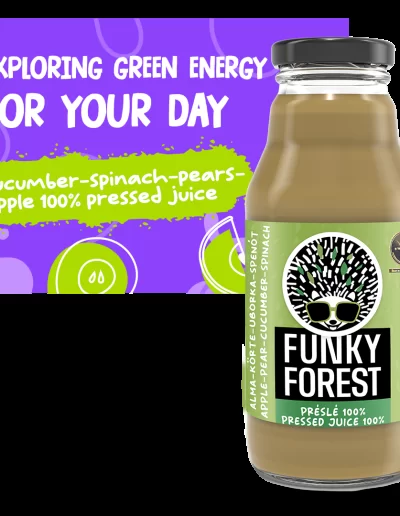 XPLORING GREEN ENERGY
OR YOUR DAY
ucumber-spinach-pears-
pple 100% pressed juice
ALMA-KÖRTE-UBORKA-SPENÓT
APPLE-PEAR-CUCUMBER-SPINACH
FUNKY
FOREST
PRÉSLÉ 100%
PRESSED JUICE 100%